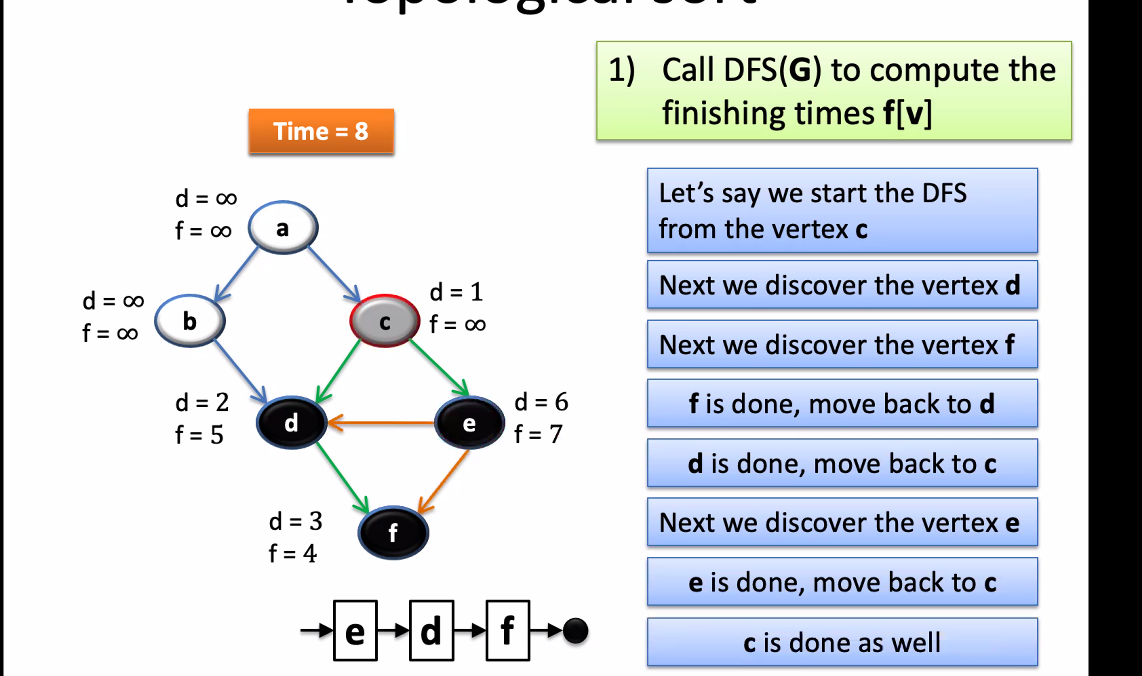 Topological sort
1) Call DFS(G) to compute the
finishing times f[v]
Time = 8
Let’s say we start the DFS
from the vertex c
Next we discover the vertex d
Next we discover the vertex f
f is done, move back to d
d is done, move back to c
Next we discover the vertex e
e is done, move back to c
c is done as well
d = ∞
f = ∞
a
d = ∞
f = ∞
b
c
d = 1
f = ∞
d = 2
f = 5
d
e
d = 6
f = 7
d = 3
f = 4
f
e d f